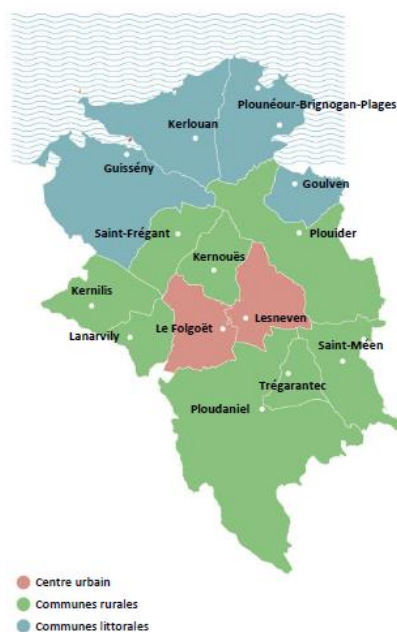 Plounéour-Brignogan-Plages
Kerlouan
Guissény
Goulven
Saint-Frégant
Plouider
Kernouës
Kernilis
Lesneven
Le Folgoët
Lanarvily
Saint-Méen
Trégarantec
Ploudaniel
Centre urbain
Communes rurales
Communes littorales